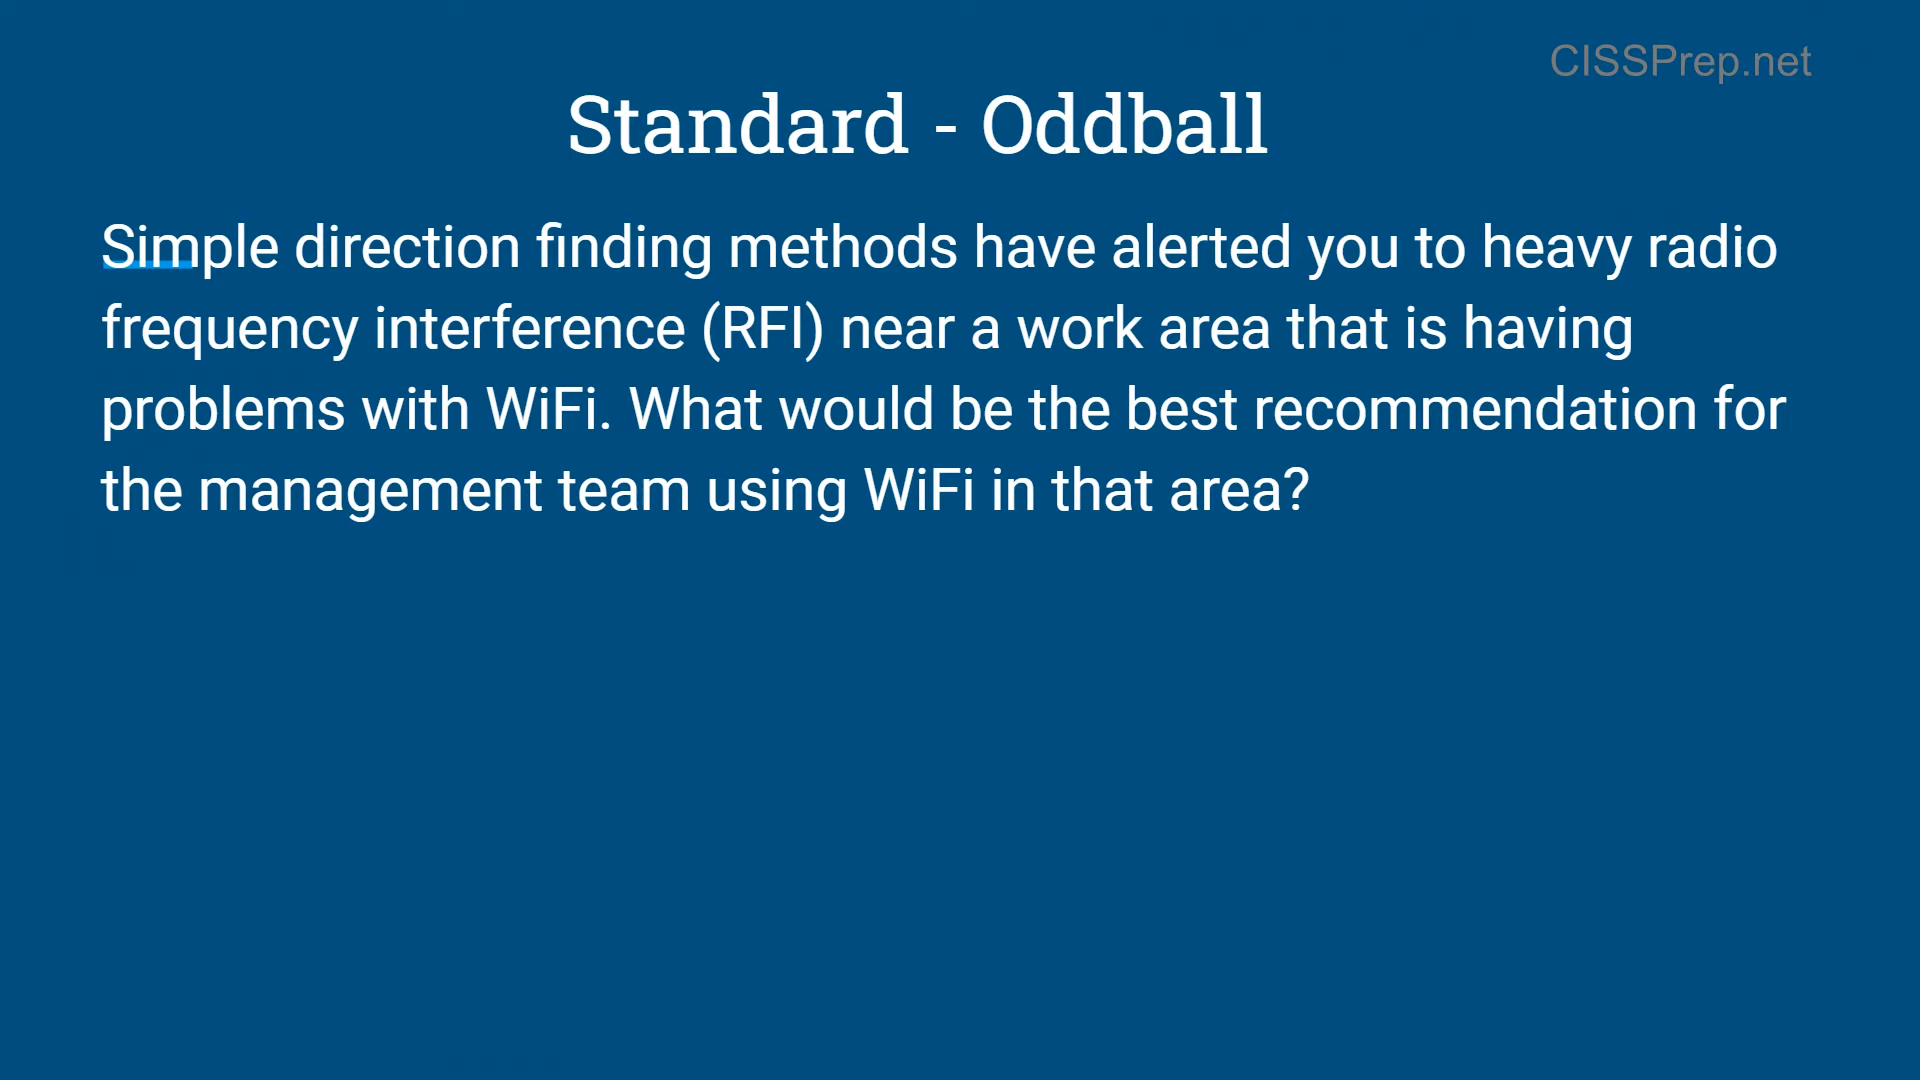 CISSPrep.net
Standard - Oddball
Simple direction finding methods have alerted you to heavy radio
frequency interference (RFI) near a work area that is having
problems with WiFi. What would be the best recommendation for
the management team using WiFi in that area?